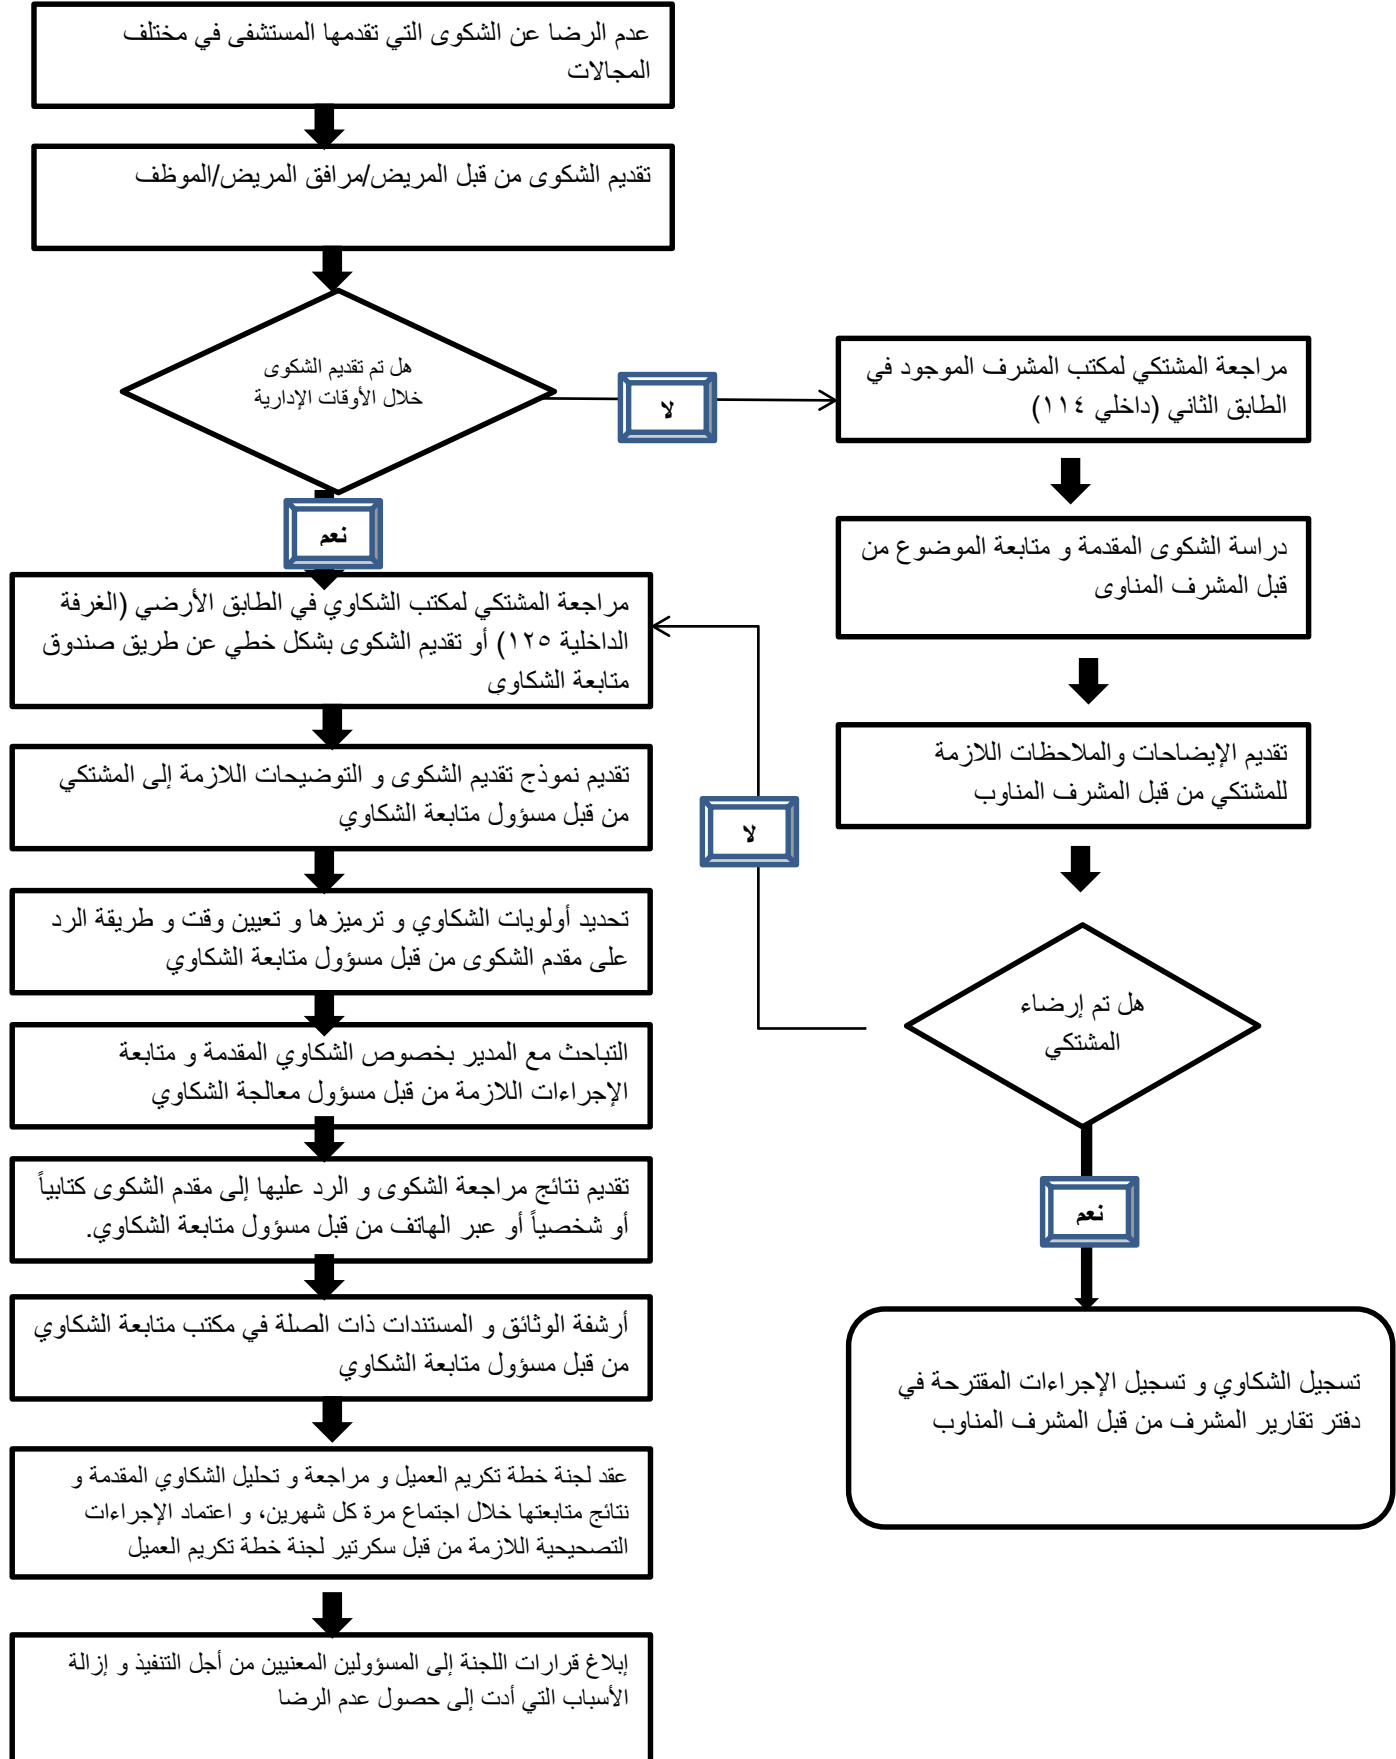 عدم الرضا عن الشكوى التي تقدمها المستشفى في مختلف
المجالات
تقديم الشكوى من قبل المريض/مرافق المريض/الموظف
هل تم تقديم الشكوى
خلال الأوقات الإدارية
لا
مراجعة المشتكي لمكتب المشرف الموجود في
الطابق الثاني (داخلي ١١٤)
دراسة الشكوى المقدمة و متابعة الموضوع من
قبل المشرف المناوى
تقديم الإيضاحات والملاحظات اللازمة
للمشتكي من قبل المشرف المناوب
هل تم إرضاء
المشتكي
لا
نعم
تسجيل الشكاوي و تسجيل الإجراءات المقترحة في
دفتر تقارير المشرف من قبل المشرف المناوب
نعم
مراجعة المشتكي لمكتب الشكاوي في الطابق الأرضي (الغرفة
الداخلية ١٢٥) أو تقديم الشكوى بشكل خطي عن طريق صندوق
متابعة الشكاوى
تقديم نموذج تقديم الشكوى و التوضيحات اللازمة إلى المشتكي
من قبل مسؤول متابعة الشكاوي
تحديد أولويات الشكاوي و ترميزها و تعيين وقت و طريقة الرد
على مقدم الشكوى من قبل مسؤول متابعة الشكاوي
التباحث مع المدير بخصوص الشكاوي المقدمة و متابعة
الإجراءات اللازمة من قبل مسؤول معالجة الشكاوي
تقديم نتائج مراجعة الشكوى و الرد عليها إلى مقدم الشكوى كتابياً
أو شخصياً أو عبر الهاتف من قبل مسؤول متابعة الشكاوي.
أرشفة الوثائق و المستندات ذات الصلة في مكتب متابعة الشكاوي
من قبل مسؤول متابعة الشكاوي
عقد لجنة خطة تكريم العميل و مراجعة و تحليل الشكاوي المقدمة و
نتائج متابعتها خلال اجتماع مرة كل شهرين، و اعتماد الإجراءات
التصحيحية اللازمة من قبل سكرتير لجنة خطة تكريم العميل
إبلاغ قرارات اللجنة إلى المسؤولين المعنيين من أجل التنفيذ و إزالة
الأسباب التي أدت إلى حصول عدم الرضا